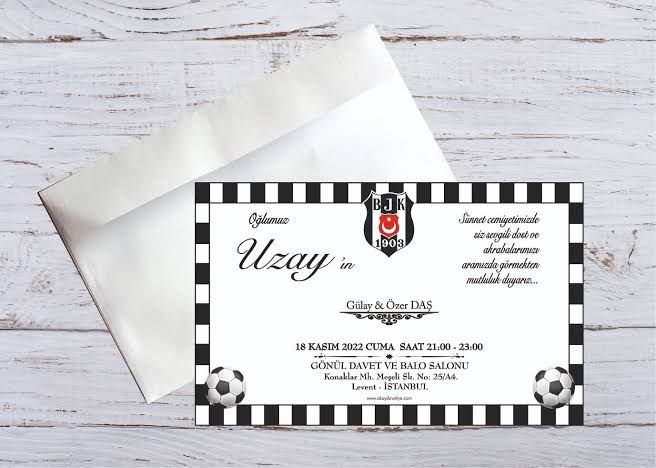 BJK
1903
Oğlumuz
Uzay'ın
Sünnet cemiyetimizde
siz sevgili dost ve
akrabalarımızı
aramızda görmekten
mutluluk duyarız...
Gülay & Özer DAŞ
18 KASIM 2022 CUMA SAAT 21:00 - 23:00
GÖNÜL DAVET VE BALO SALONU
Konaklar Mh. Meşeli Sk. No: 25/A4.
Levent - İSTANBUL
www.okaydavetiye.com